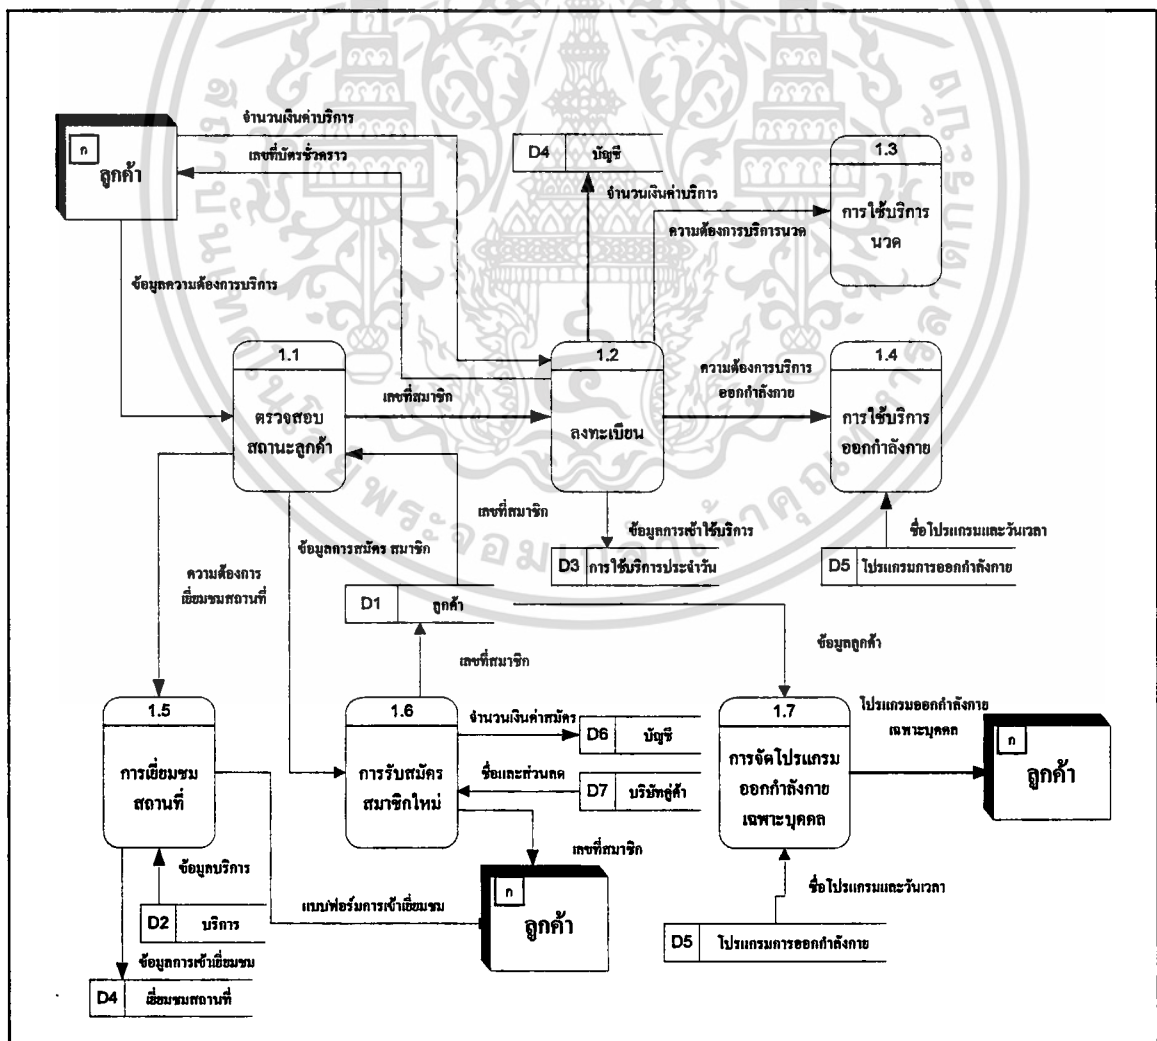 จำนวนเงินค่าบริการ
ก
ลูกค้า
เลขที่บัตรชั่วคราว
D4 บัญชี
1.3
การใช้บริการ
นวด
จำนวนเงินค่าบริการ
ความต้องการบริการนวด
ข้อมูลความต้องการบริการ
1.1
ตรวจสอบ
สถานะลูกค้า
เลขที่สมาชิก
1.2
ลงทะเบียน
ความต้องการบริการ
ออกกำลังกาย
1.4
การใช้บริการ
ออกกำลังกาย
เลขที่สมาชิก
ข้อมูลการสมัคร สมาชิก
ข้อมูลการเข้าใช้บริการ
ชื่อโปรแกรมและวันเวลา
D3 การใช้บริการประจำวัน
D5 โปรแกรมการออกกำลังกาย
ความต้องการ
เยี่ยมชมสถานที่
D1 ลูกค้า
ข้อมูลลูกค้า
เลขที่สมาชิก
1.5
การเยี่ยมชม
สถานที่
1.6
การรับสมัคร
สมาชิกใหม่
จำนวนเงินค่าสมัคร
D6 บัญชี
ชื่อและส่วนลด
D7 บริษัทคู่ค้า
1.7
การจัดโปรแกรม
ออกกำลังกาย
เฉพาะบุคคล
โปรแกรมออกกำลังกาย
เฉพาะบุคคล
ก
ลูกค้า
เลขที่สมาชิก
ข้อมูลบริการ
D2 บริการ
แบบฟอร์มการเข้าเยี่ยมชม
ก
ลูกค้า
ชื่อโปรแกรมและวันเวลา
D5 โปรแกรมการออกกำลังกาย
ข้อมูลการเข้าเยี่ยมชม
D4 เยี่ยมชมสถานที่